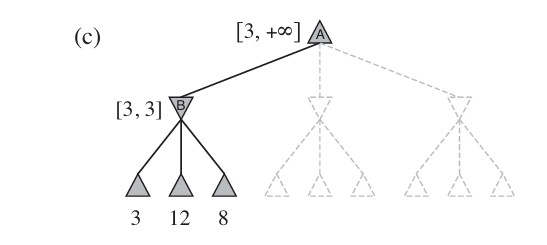 (c)
[3, +∞]
A
[3, 3]
B
3 12 8